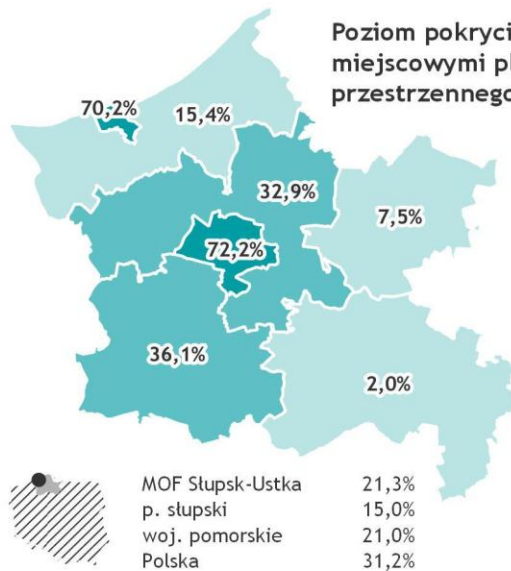 Poziom pokryci
miejscowymi
przestrzennego
70,2%
15,4%
32,9%
7,5%
72,2%
36,1%
2,0%
MOF Słupsk-Ustka 21,3%
p. słupski 15,0%
woj. pomorskie 21,0%
Polska 31,2%